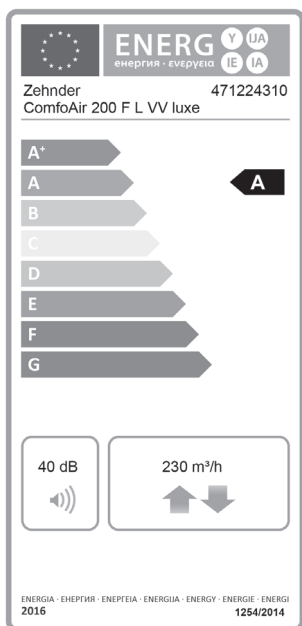 ENERG Y IJA
енергия · ενεργεια IE IA
Zehnder 471224310
ComfoAir 200 F L VV luxe
A+
A A
B
C
D
E
F
G
40 dB 230 m³/h
ENERGIA · ЕНЕРГИЯ · ΕΝΕΡΓΕΙΑ · ENERGIJA · ENERGY · ENERGIE · ENERGI
2016 1254/2014